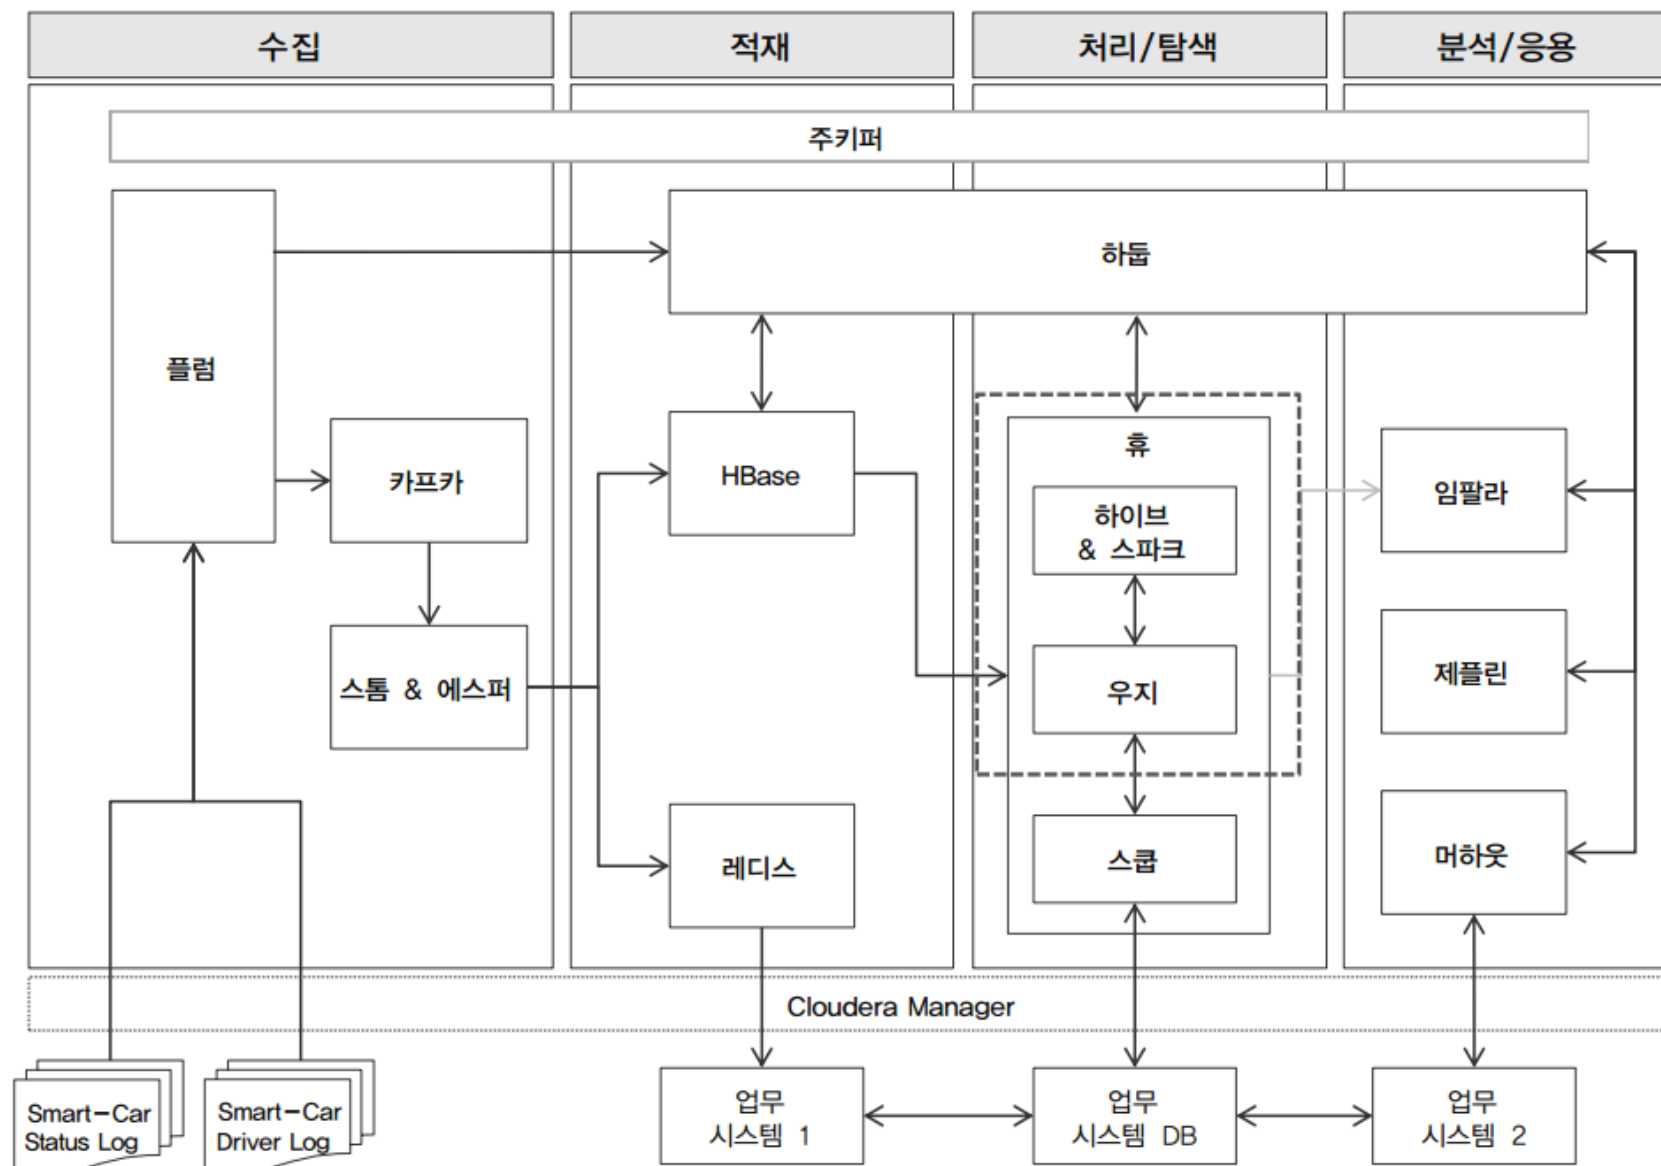 수집
적재
처리/탐색
분석/응용
주키퍼
하둡
플럼
카프카
HBase
휴
하이브
& 스파크
임팔라
스톰 & 에스퍼
우지
제플린
레디스
스쿱
머하웃
Cloudera Manager
Smart-Car
Status Log
Smart-Car
Driver Log
업무
시스템 1
업무
시스템 DB
업무
시스템 2